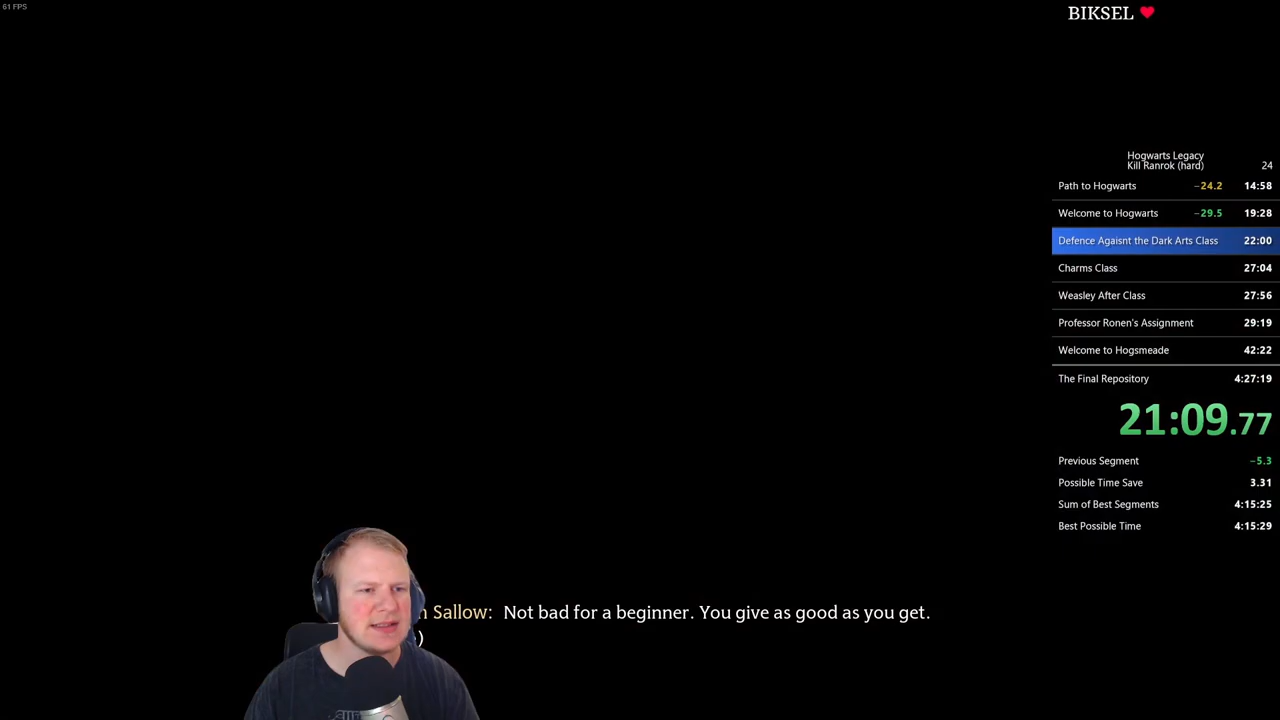 61 FPS
BIKSEL ❤
Hogwarts Legacy
Kill Ranrok (hard) 24
Path to Hogwarts −24.2 14:58
Welcome to Hogwarts −29.5 19:28
Defence Agaisnt the Dark Arts Class 22:00
Charms Class 27:04
Weasley After Class 27:56
Professor Ronen's Assignment 29:19
Welcome to Hogsmeade 42:22
The Final Repository 4:27:19
21:09.77
Previous Segment −5.3
Possible Time Save 3.31
Sum of Best Segments 4:15:25
Best Possible Time 4:15:29
Sallow: Not bad for a beginner. You give as good as you get.
)